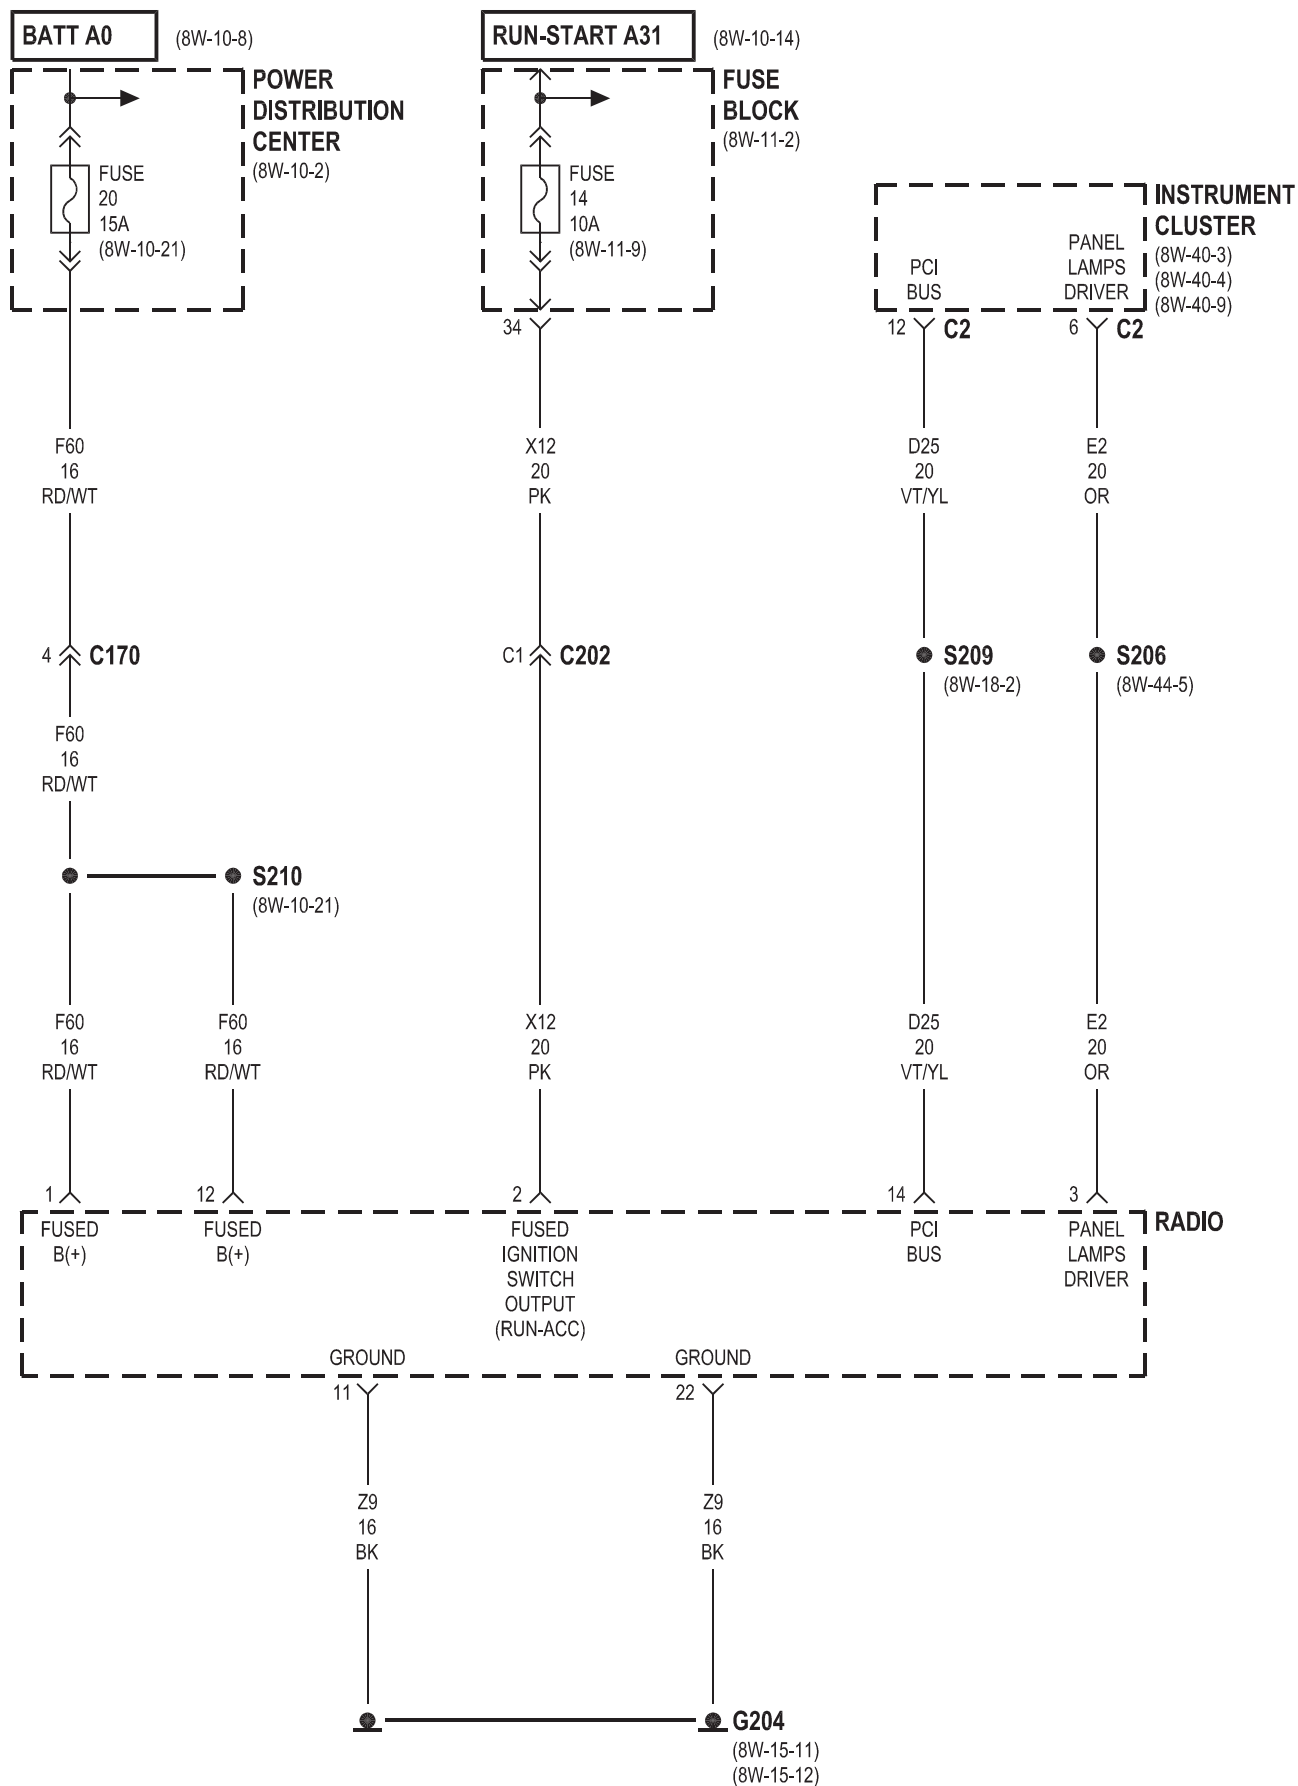 BATT A0 (8W-10-8)
RUN-START A31 (8W-10-14)
POWER
DISTRIBUTION
CENTER
(8W-10-2)
FUSE
20
15A
(8W-10-21)
FUSE
BLOCK
(8W-11-2)
FUSE
14
10A
(8W-11-9)
INSTRUMENT
CLUSTER
(8W-40-3)
(8W-40-4)
(8W-40-9)
PCI
BUS
PANEL
LAMPS
DRIVER
34
12 C2
6 C2
F60
16
RD/WT
X12
20
PK
D25
20
VT/YL
E2
20
OR
4 C170
C1 C202
S209
(8W-18-2)
S206
(8W-44-5)
F60
16
RD/WT
S210
(8W-10-21)
F60
16
RD/WT
F60
16
RD/WT
X12
20
PK
D25
20
VT/YL
E2
20
OR
1
12
2
14
3
RADIO
FUSED
B(+)
FUSED
B(+)
FUSED
IGNITION
SWITCH
OUTPUT
(RUN-ACC)
PCI
BUS
PANEL
LAMPS
DRIVER
GROUND
GROUND
11
22
Z9
16
BK
Z9
16
BK
G204
(8W-15-11)
(8W-15-12)